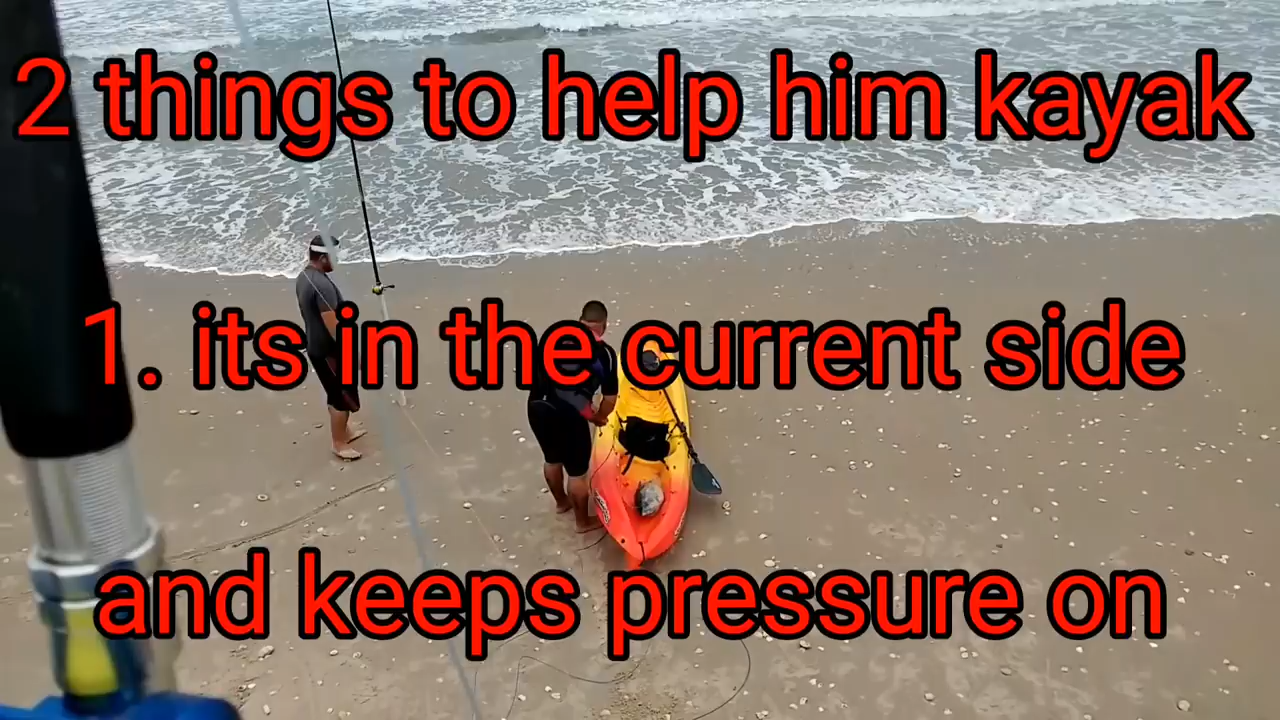 2 things to help him kayak
1. its in the current side
and keeps pressure on